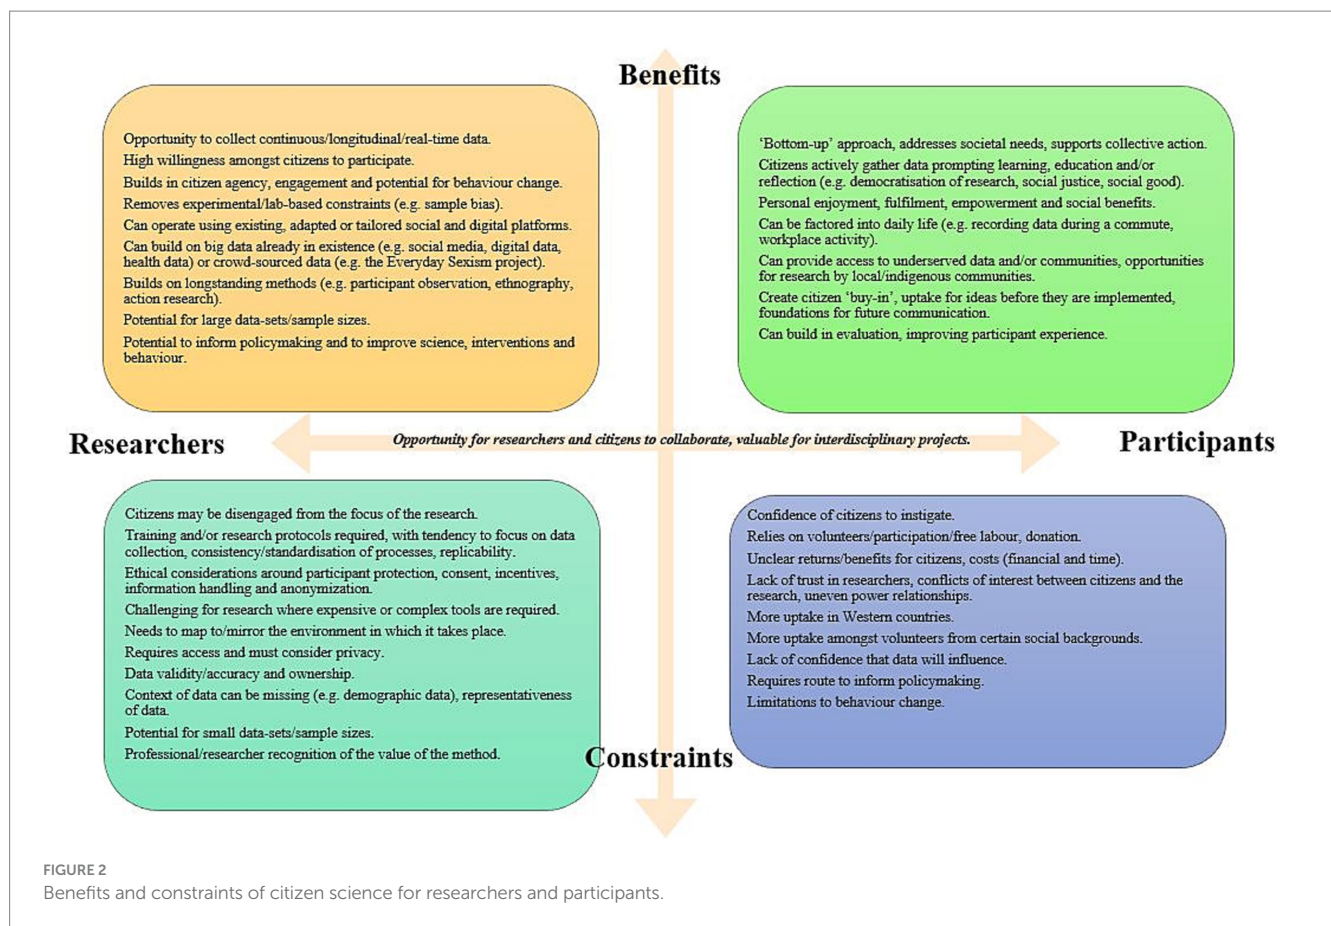 Benefits
Opportunity to collect continuous/longitudinal/real-time data.
High willingness amongst citizens to participate.
Builds in citizen agency, engagement and potential for behaviour change.
Removes experimental/lab-based constraints (e.g. sample bias).
Can operate using existing, adapted or tailored social and digital platforms.
Can build on big data already in existence (e.g. social media, digital data,
health data) or crowd-sourced data (e.g. the Everyday Sexism project).
Builds on longstanding methods (e.g. participant observation, ethnography,
action research).
Potential for large data-sets/sample sizes.
Potential to inform policymaking and to improve science, interventions and
behaviour.
‘Bottom-up’ approach, addresses societal needs, supports collective action.
Citizens actively gather data prompting learning, education and/or
reflection (e.g. democratisation of research, social justice, social good).
Personal enjoyment, fulfilment, empowerment and social benefits.
Can be factored into daily life (e.g. recording data during a commute,
workplace activity).
Can provide access to underserved data and/or communities, opportunities
for research by local/indigenous communities.
Create citizen ‘buy-in’, uptake for ideas before they are implemented,
foundations for future communication.
Can build in evaluation, improving participant experience.
Researchers
Opportunity for researchers and citizens to collaborate, valuable for interdisciplinary projects.
Participants
Citizens may be disengaged from the focus of the research.
Training and/or research protocols required, with tendency to focus on data
collection, consistency/standardisation of processes, replicability.
Ethical considerations around participant protection, consent, incentives,
information handling and anonymization.
Challenging for research where expensive or complex tools are required.
Needs to map to/mirror the environment in which it takes place.
Requires access and must consider privacy.
Data validity/accuracy and ownership.
Context of data can be missing (e.g. demographic data), representativeness
of data.
Potential for small data-sets/sample sizes.
Professional/researcher recognition of the value of the method.
Confidence of citizens to instigate.
Relies on volunteers/participation/free labour, donation.
Unclear returns/benefits for citizens, costs (financial and time).
Lack of trust in researchers, conflicts of interest between citizens and the
research, uneven power relationships.
More uptake in Western countries.
More uptake amongst volunteers from certain social backgrounds.
Lack of confidence that data will influence.
Requires route to inform policymaking.
Limitations to behaviour change.
Constraints
FIGURE 2
Benefits and constraints of citizen science for researchers and participants.